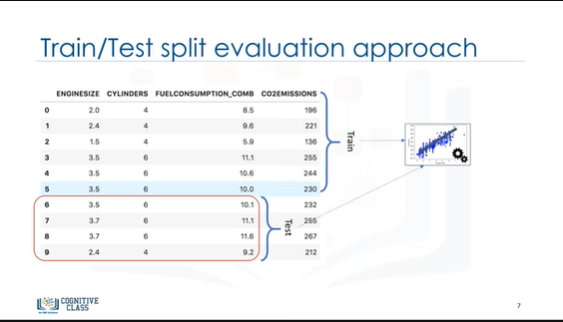 Train/Test split evaluation approach
ENGINESIZE CYLINDERS FUELCONSUMPTION_COMB CO2EMISSIONS
0 2.0 4 8.5 196
1 2.4 4 9.6 221
2 1.5 4 5.9 136
3 3.5 6 11.1 255
4 3.5 6 10.6 244
5 3.5 6 10.0 230
6 3.5 6 10.1 232
7 3.7 6 11.1 255
8 3.7 6 11.6 267
9 2.4 4 9.2 212
Train
Test
COGNITIVE
CLASS
7